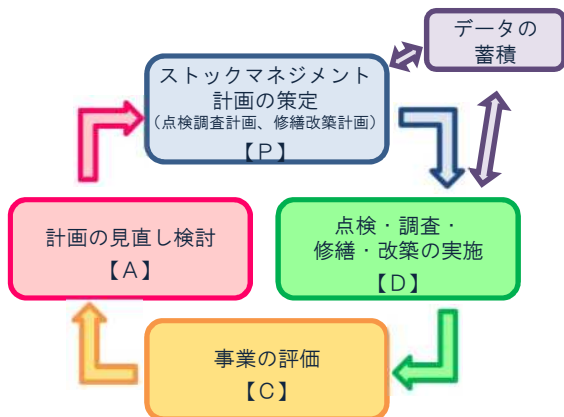 データの
蓄積
ストックマネジメント
計画の策定
（点検調査計画、修繕改築計画）
【P】
計画の見直し検討
【A】
点検・調査・
修繕・改築の実施
【D】
事業の評価
【C】